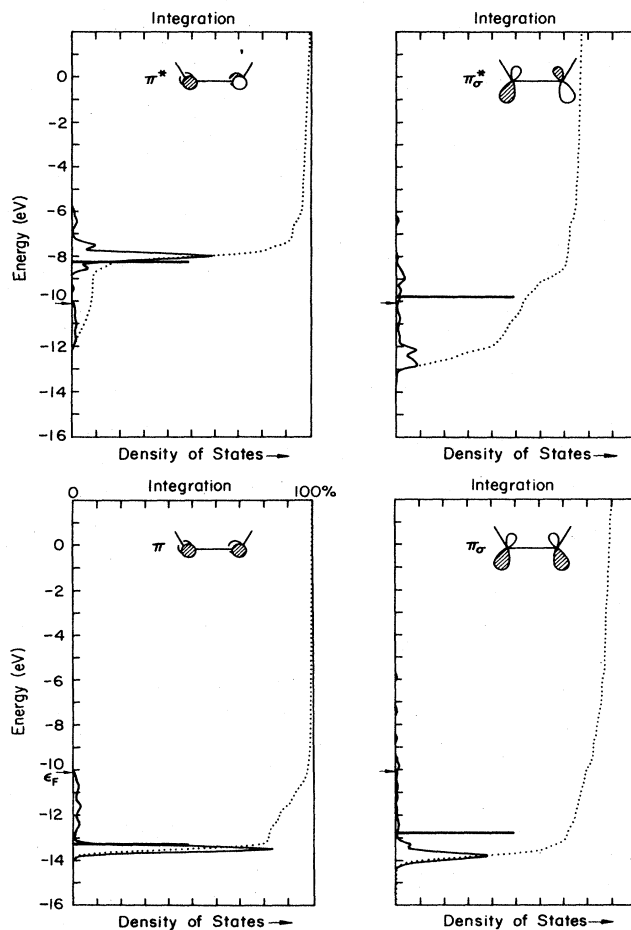 Integration
Integration
π*
'
πσ*
0
-2
-4
-6
-8
-10
-12
-14
-16
Energy (eV)
Density of States→
Density of States→
Integration
Integration
0
100%
π
πσ
0
-2
-4
-6
-8
-10
εF
-12
-14
-16
Energy (eV)
Density of States→
Density of States→